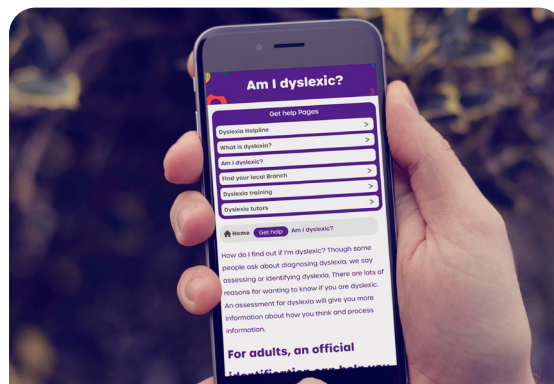 Am I dyslexic?
Get help Pages
Dyslexia Helpline
What is dyslexia?
Am I dyslexic?
Find your local Branch
Dyslexia training
Dyslexia tutors
Home Get help Am I dyslexic?
How do I find out if I'm dyslexic? Though some
people ask about diagnosing dyslexia, we say
assessing or identifying dyslexia. There are lots of
reasons for wanting to know if you are dyslexic.
An assessment for dyslexia will give you more
information about how you think and process
information.
For adults, an official
identification can help you